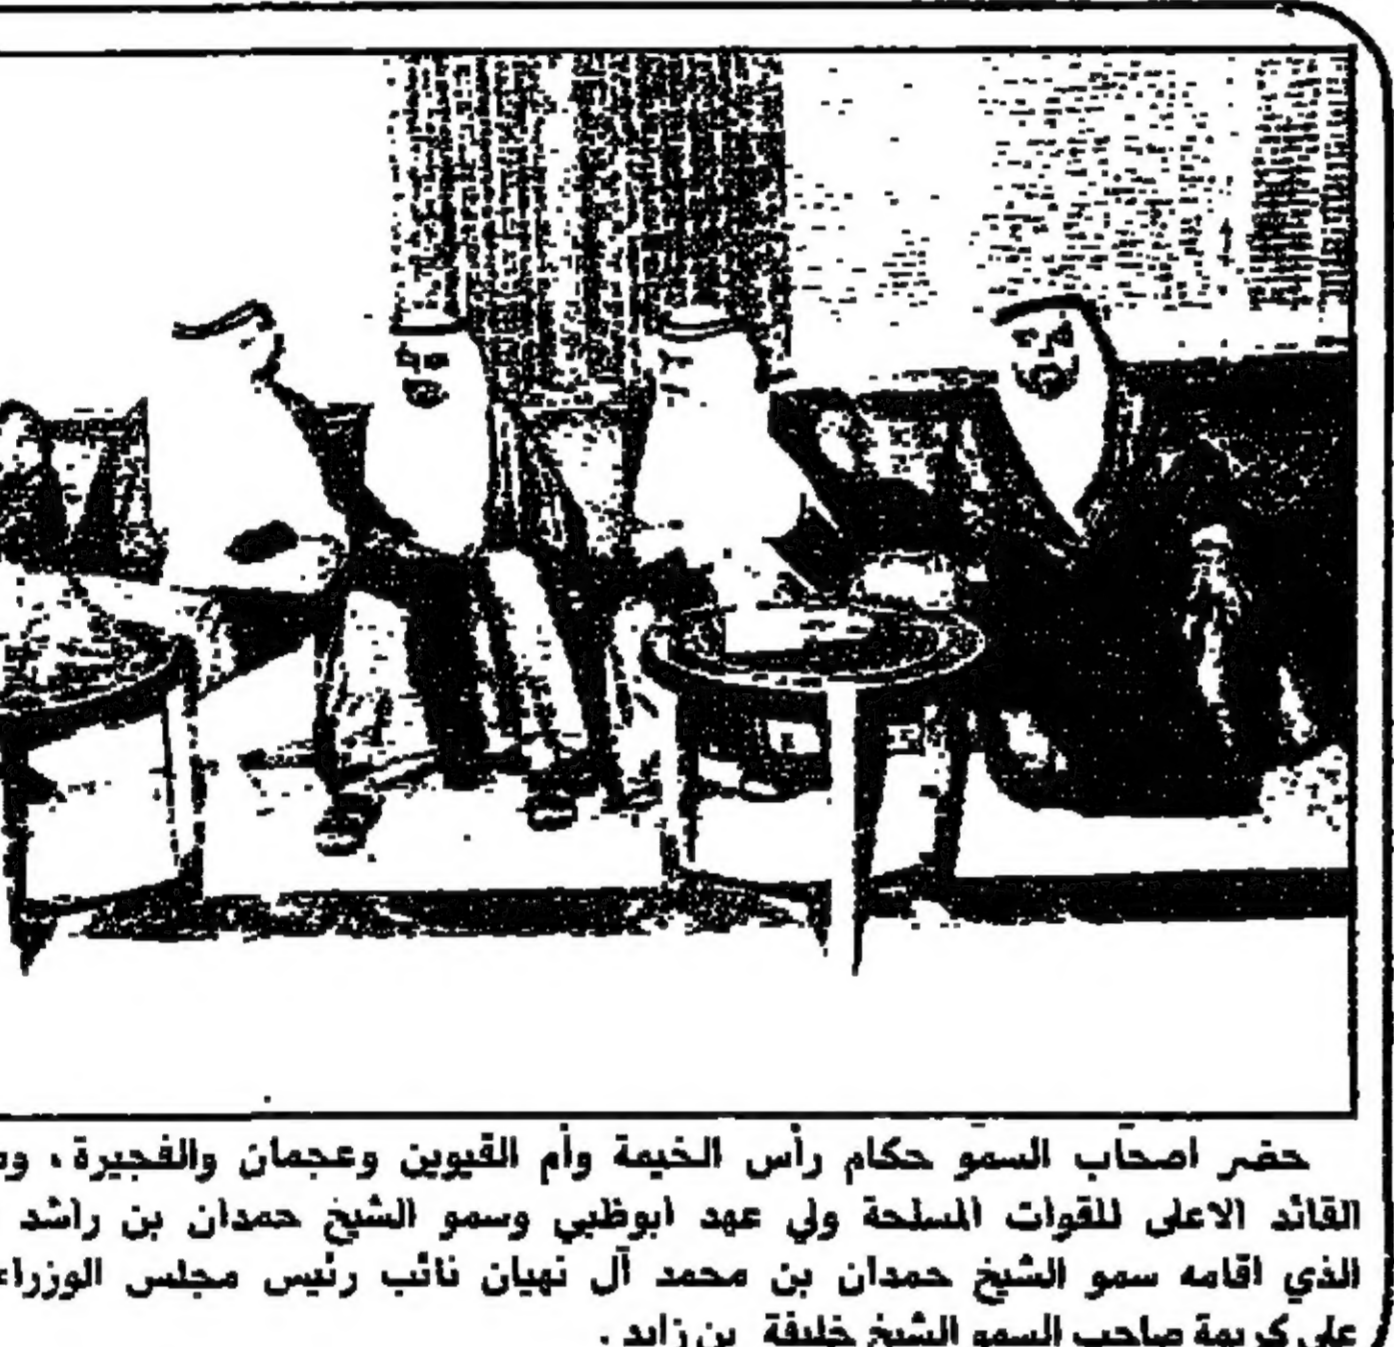 حضر اصحاب السمو حكام رأس الخيمة وأم القيوين وعجمان والفجيرة ،
القائد الاعلى للقوات المسلحة ولي عهد ابوظبي وسمو الشيخ حمدان بن راشد
الذي اقامه سمو الشيخ حمدان بن محمد آل نهيان نائب رئيس مجلس الوزراء
على كريمة صاحب السمو الشيخ خليفة بن زايد .